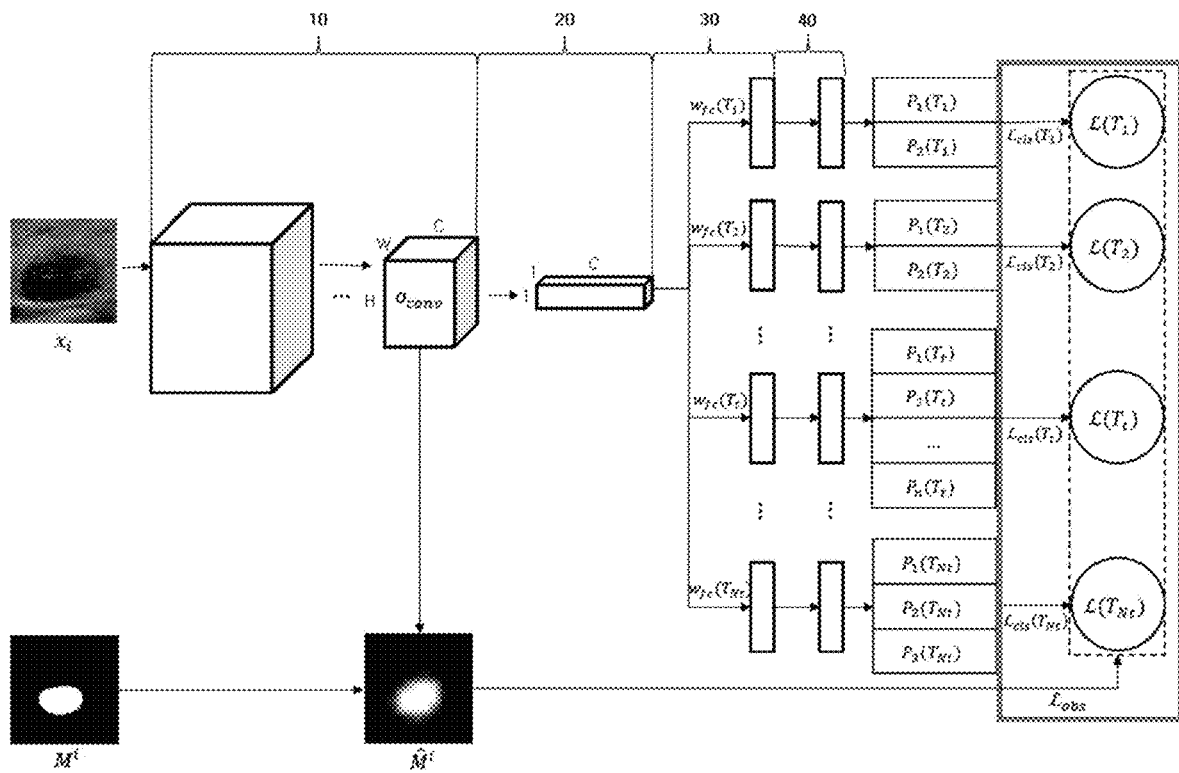 10 20 30 40
w_fc(T_1) P_1(T_1) ℒ(T_1)
P_2(T_1) ℒ_cls(T_1)
W C
w_fc(T_2) P_1(T_2) ℒ(T_2)
P_2(T_2) ℒ_cls(T_2)
1 C
... H o_conv
x_i
P_1(T_t)
w_fc(T_t) P_2(T_t) ℒ(T_t)
... ℒ_cls(T_t)
P_n(T_t)
P_1(T_Nt)
w_fc(T_Nt) P_2(T_Nt) ℒ(T_Nt)
P_3(T_Nt) ℒ_cls(T_Nt)
ℒ_obs
M^i M̂^i